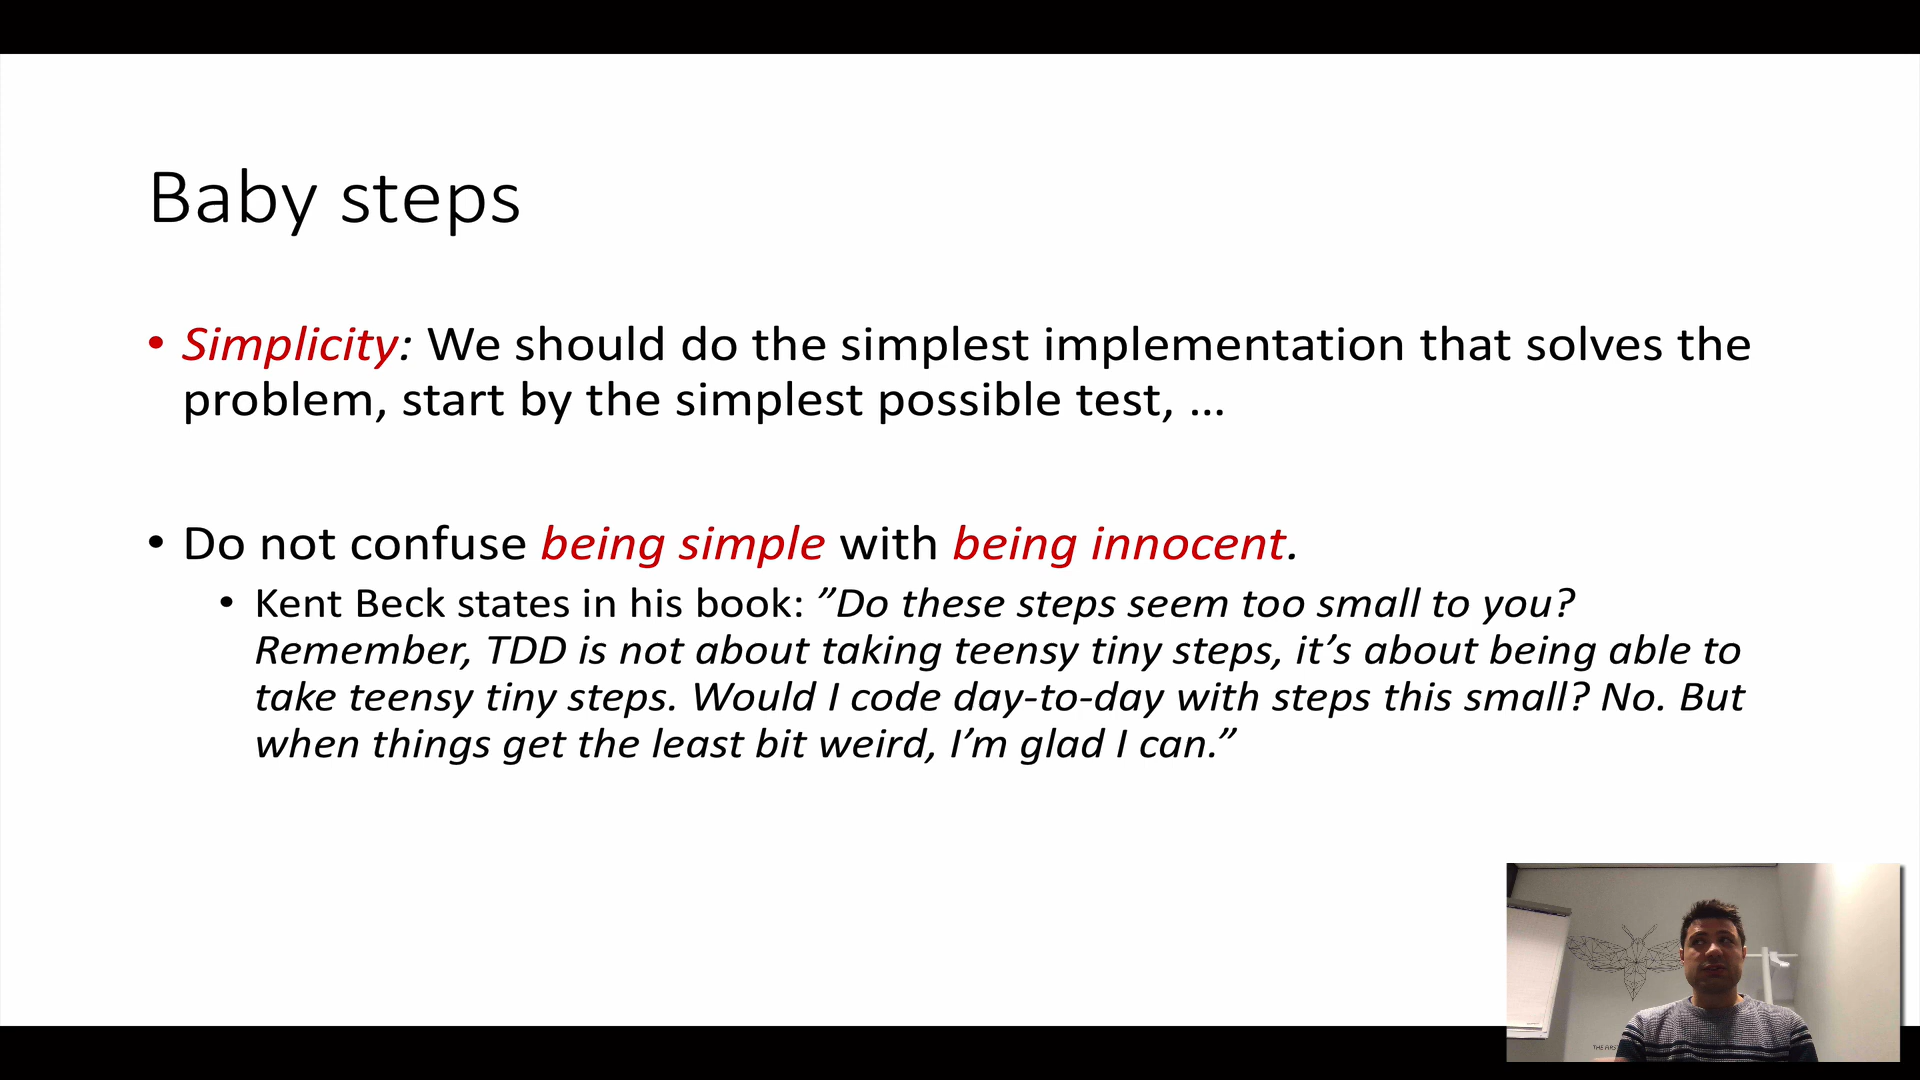 Baby steps
• Simplicity: We should do the simplest implementation that solves the
problem, start by the simplest possible test, ...
• Do not confuse being simple with being innocent.
• Kent Beck states in his book: ”Do these steps seem too small to you?
Remember, TDD is not about taking teensy tiny steps, it’s about being able to
take teensy tiny steps. Would I code day-to-day with steps this small? No. But
when things get the least bit weird, I’m glad I can.”